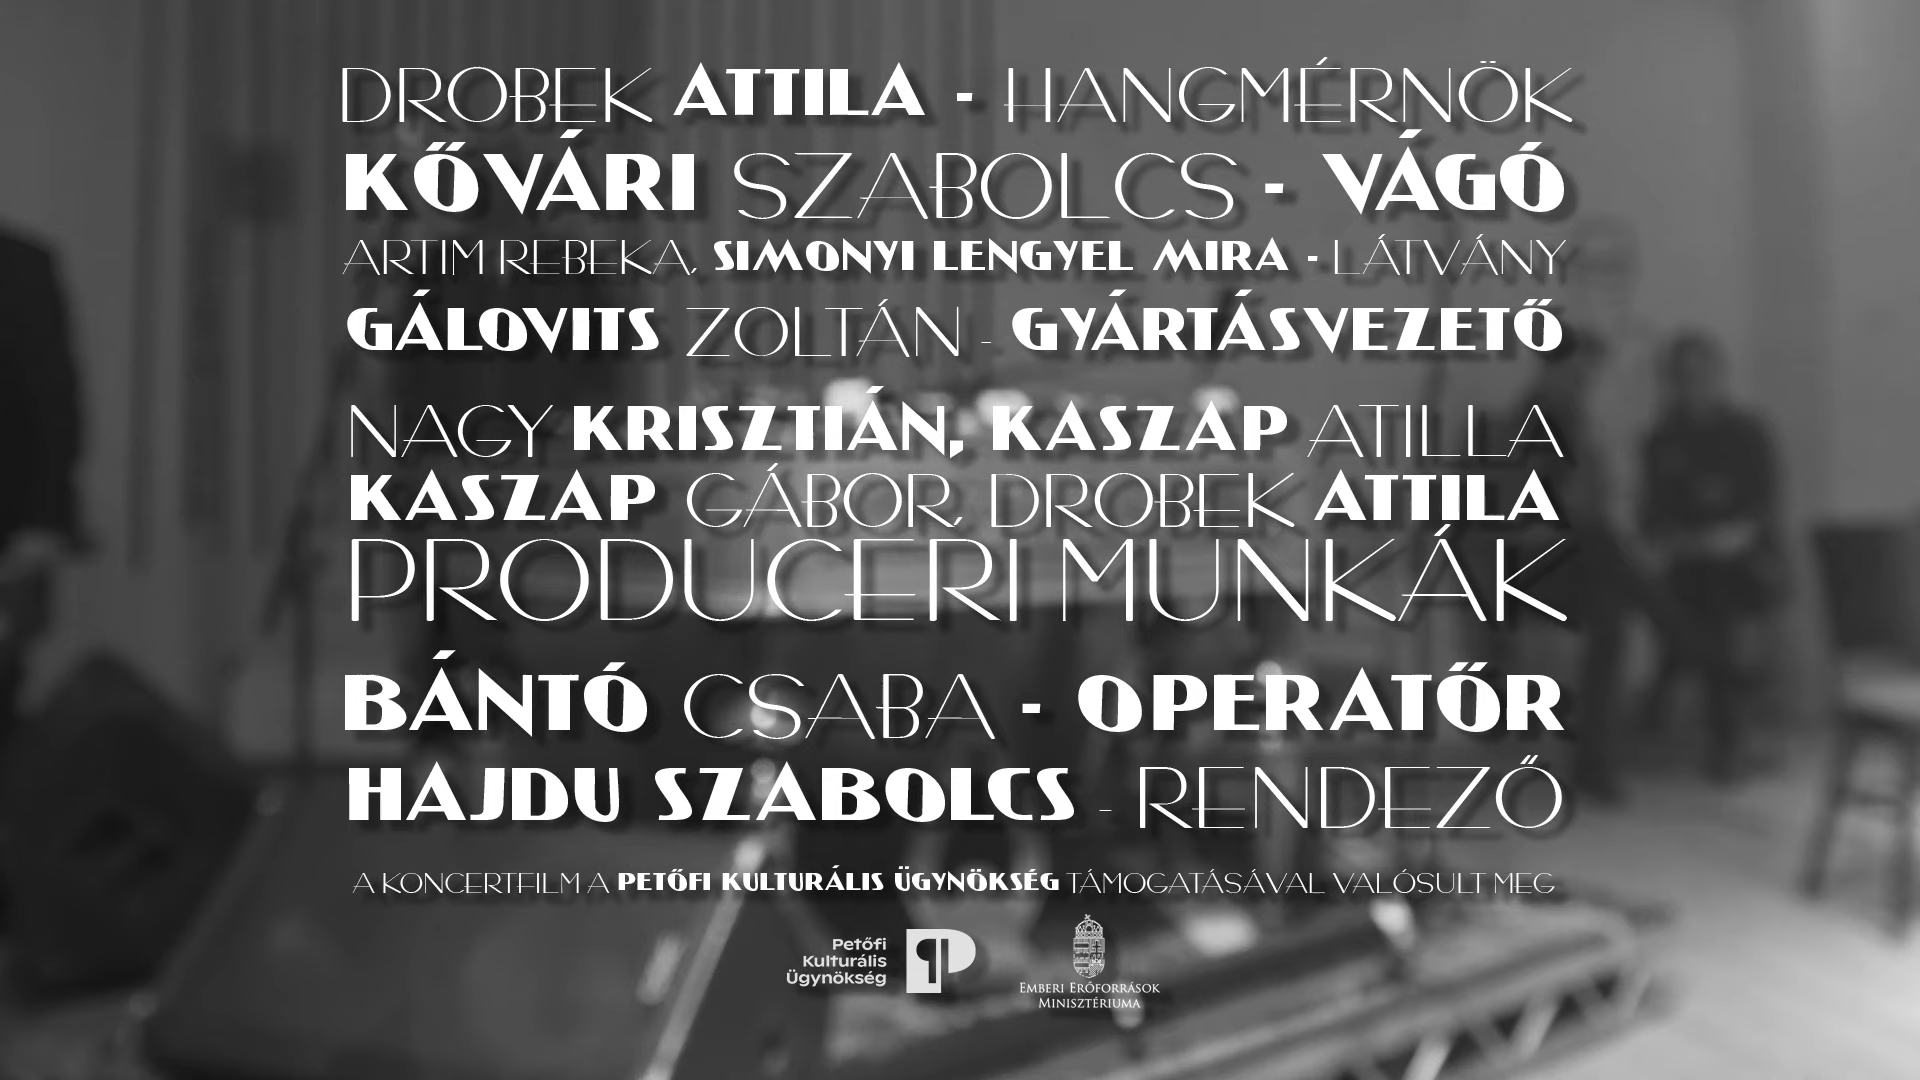 DROBEK ATTILA - HANGMÉRNÖK
KŐVÁRI SZABOLCS - VÁGÓ
ARTIM REBEKA, SIMONYI LENGYEL MIRA - LÁTVÁNY
GÁLOVITS ZOLTÁN - GYÁRTÁSVEZETŐ
NAGY KRISZTIÁN, KASZAP ATILLA
KASZAP GÁBOR, DROBEK ATTILA
PRODUCERI MUNKÁK
BÁNTÓ CSABA - OPERATŐR
HAJDU SZABOLCS - RENDEZŐ
A KONCERTFILM A PETŐFI KULTURÁLIS ÜGYNÖKSÉG TÁMOGATÁSÁVAL VALÓSULT MEG
Petőfi
Kulturális
Ügynökség
EMBERI ERŐFORRÁSOK
MINISZTÉRIUMA